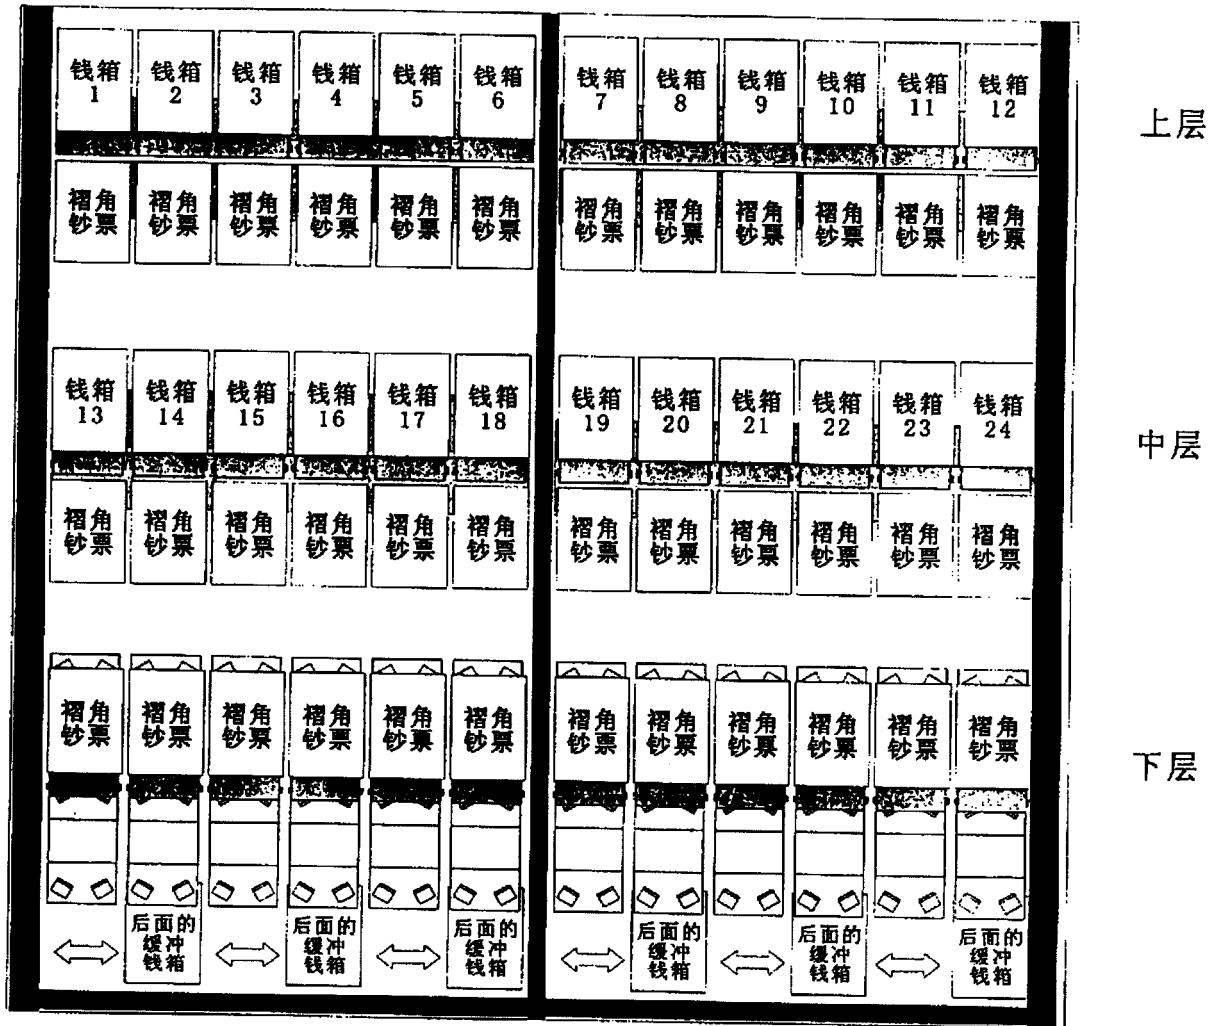 钱箱 钱箱 钱箱 钱箱 钱箱 钱箱 钱箱 钱箱 钱箱 钱箱 钱箱 钱箱
1 2 3 4 5 6 7 8 9 10 11 12
上层
褶角 褶角 褶角 褶角 褶角 褶角 褶角 褶角 褶角 褶角 褶角 褶角
钞票 钞票 钞票 钞票 钞票 钞票 钞票 钞票 钞票 钞票 钞票 钞票
钱箱 钱箱 钱箱 钱箱 钱箱 钱箱 钱箱 钱箱 钱箱 钱箱 钱箱 钱箱
13 14 15 16 17 18 19 20 21 22 23 24
中层
褶角 褶角 褶角 褶角 褶角 褶角 褶角 褶角 褶角 褶角 褶角 褶角
钞票 钞票 钞票 钞票 钞票 钞票 钞票 钞票 钞票 钞票 钞票 钞票
褶角 褶角 褶角 褶角 褶角 褶角 褶角 褶角 褶角 褶角 褶角 褶角
钞票 钞票 钞票 钞票 钞票 钞票 钞票 钞票 钞票 钞票 钞票 钞票
下层
后面的 后面的 后面的 后面的 后面的 后面的
缓冲 缓冲 缓冲 缓冲 缓冲 缓冲
钱箱 钱箱 钱箱 钱箱 钱箱 钱箱